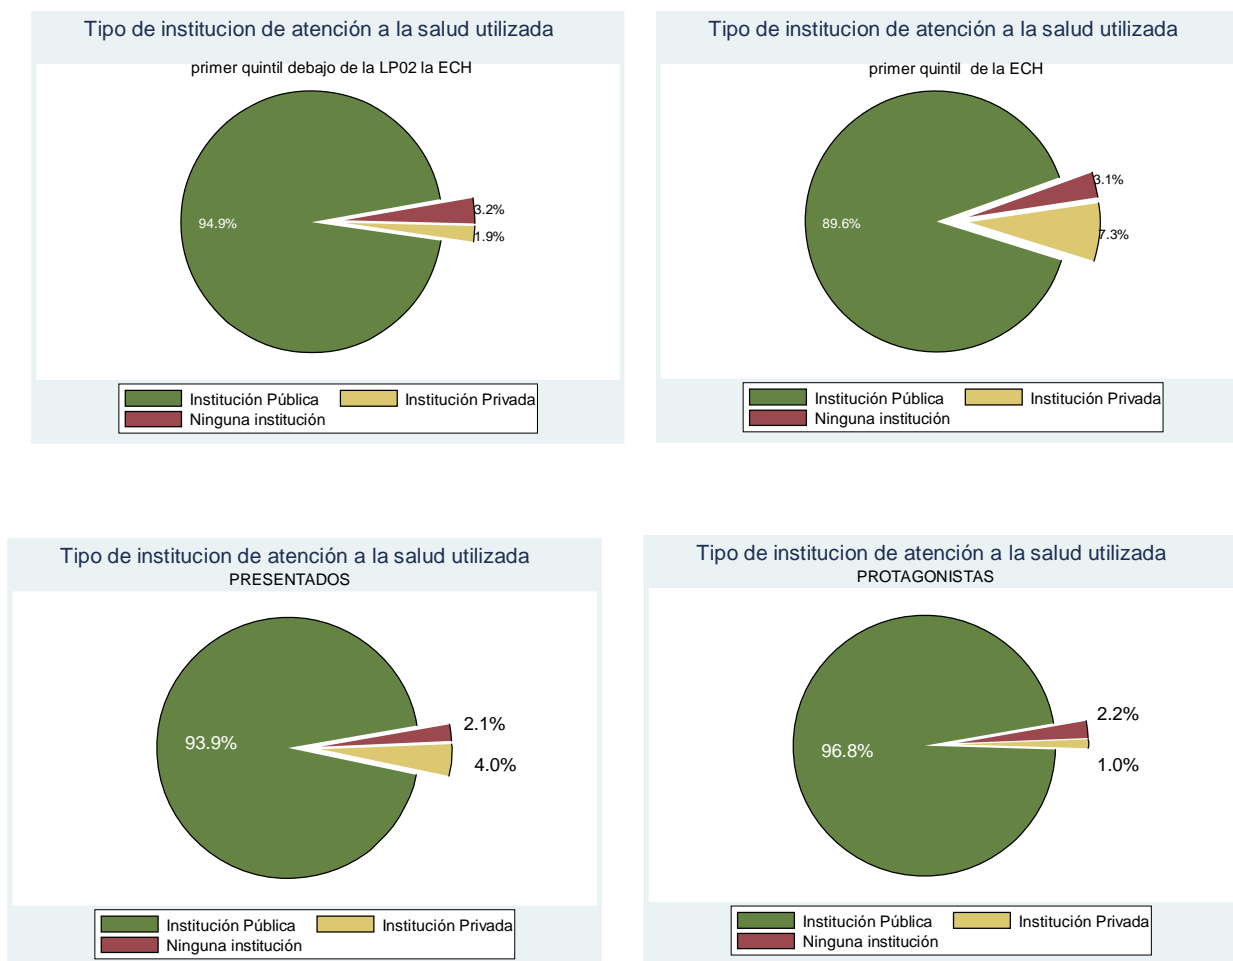 Tipo de institucion de atención a la salud utilizada
primer quintil debajo de la LP02 la ECH
94.9%
3.2%
1.9%
Institución Pública
Institución Privada
Ninguna institución
Tipo de institucion de atención a la salud utilizada
primer quintil de la ECH
89.6%
3.1%
7.3%
Institución Pública
Institución Privada
Ninguna institución
Tipo de institucion de atención a la salud utilizada
PRESENTADOS
93.9%
2.1%
4.0%
Institución Pública
Institución Privada
Ninguna institución
Tipo de institucion de atención a la salud utilizada
PROTAGONISTAS
96.8%
2.2%
1.0%
Institución Pública
Institución Privada
Ninguna institución